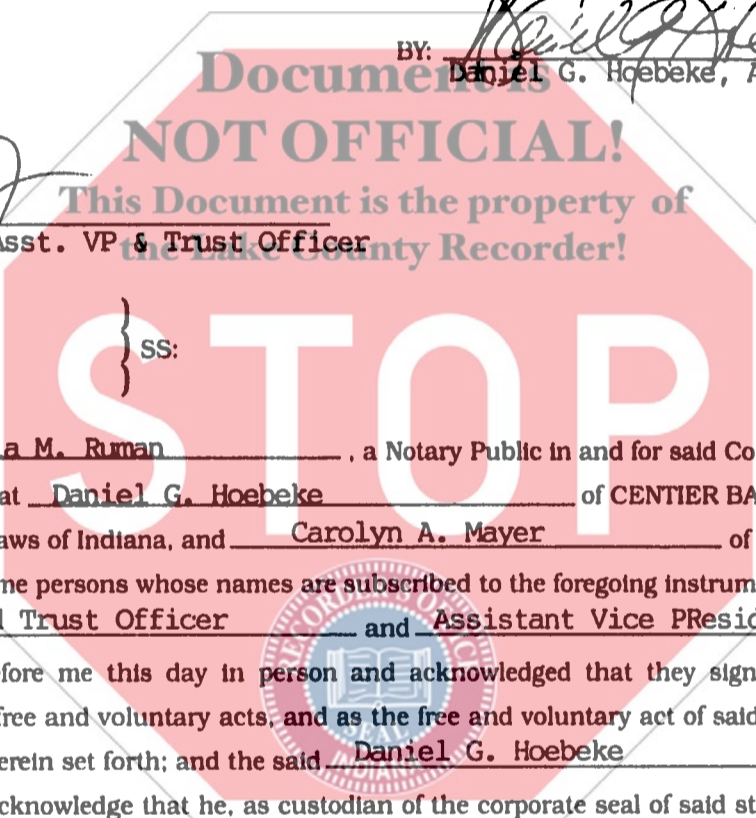 Document is
BY:
Daniel G. Hoebeke, A
NOT OFFICIAL!
This Document is the property of
Asst. VP & Trust Officer
the Lake County Recorder!
SS:
STOP
a M. Ruman , a Notary Public in and for said Co
at Daniel G. Hoebeke of CENTIER BA
aws of Indiana, and Carolyn A. Mayer of
me persons whose names are subscribed to the foregoing instrum
l Trust Officer and Assistant Vice PResid
fore me this day in person and acknowledged that they sign
free and voluntary acts, and as the free and voluntary act of said
erein set forth; and the said Daniel G. Hoebeke
cknowledge that he, as custodian of the corporate seal of said st
RECORDER'S OFFICE
SEAL
INDIANA